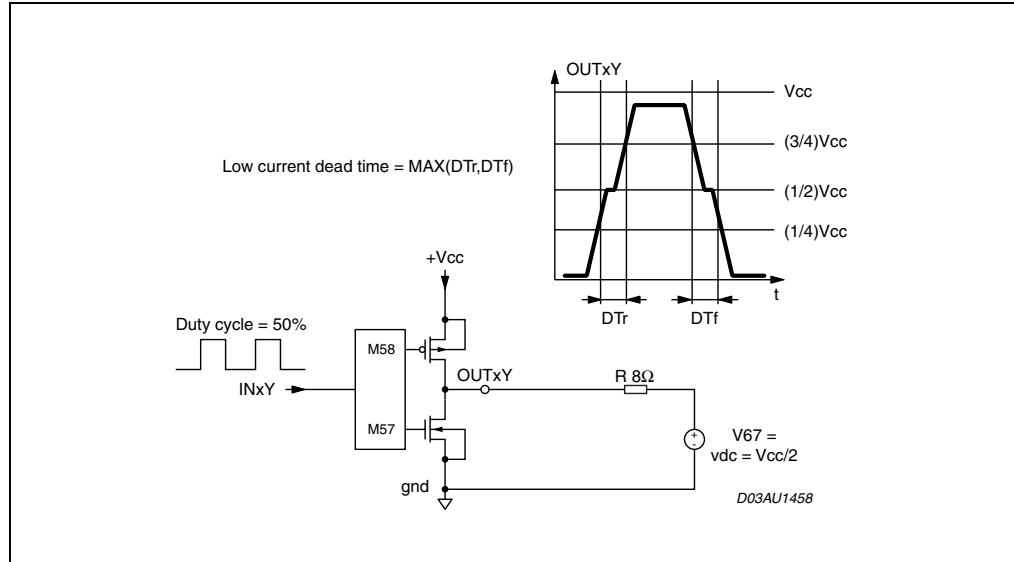 OUTxY
Vcc
(3/4)Vcc
Low current dead time = MAX(DTr,DTf)
(1/2)Vcc
(1/4)Vcc
+Vcc
t
DTr
DTf
Duty cycle = 50%
M58
OUTxY
R 8Ω
INxY
M57
+
-
V67 =
vdc = Vcc/2
gnd
D03AU1458